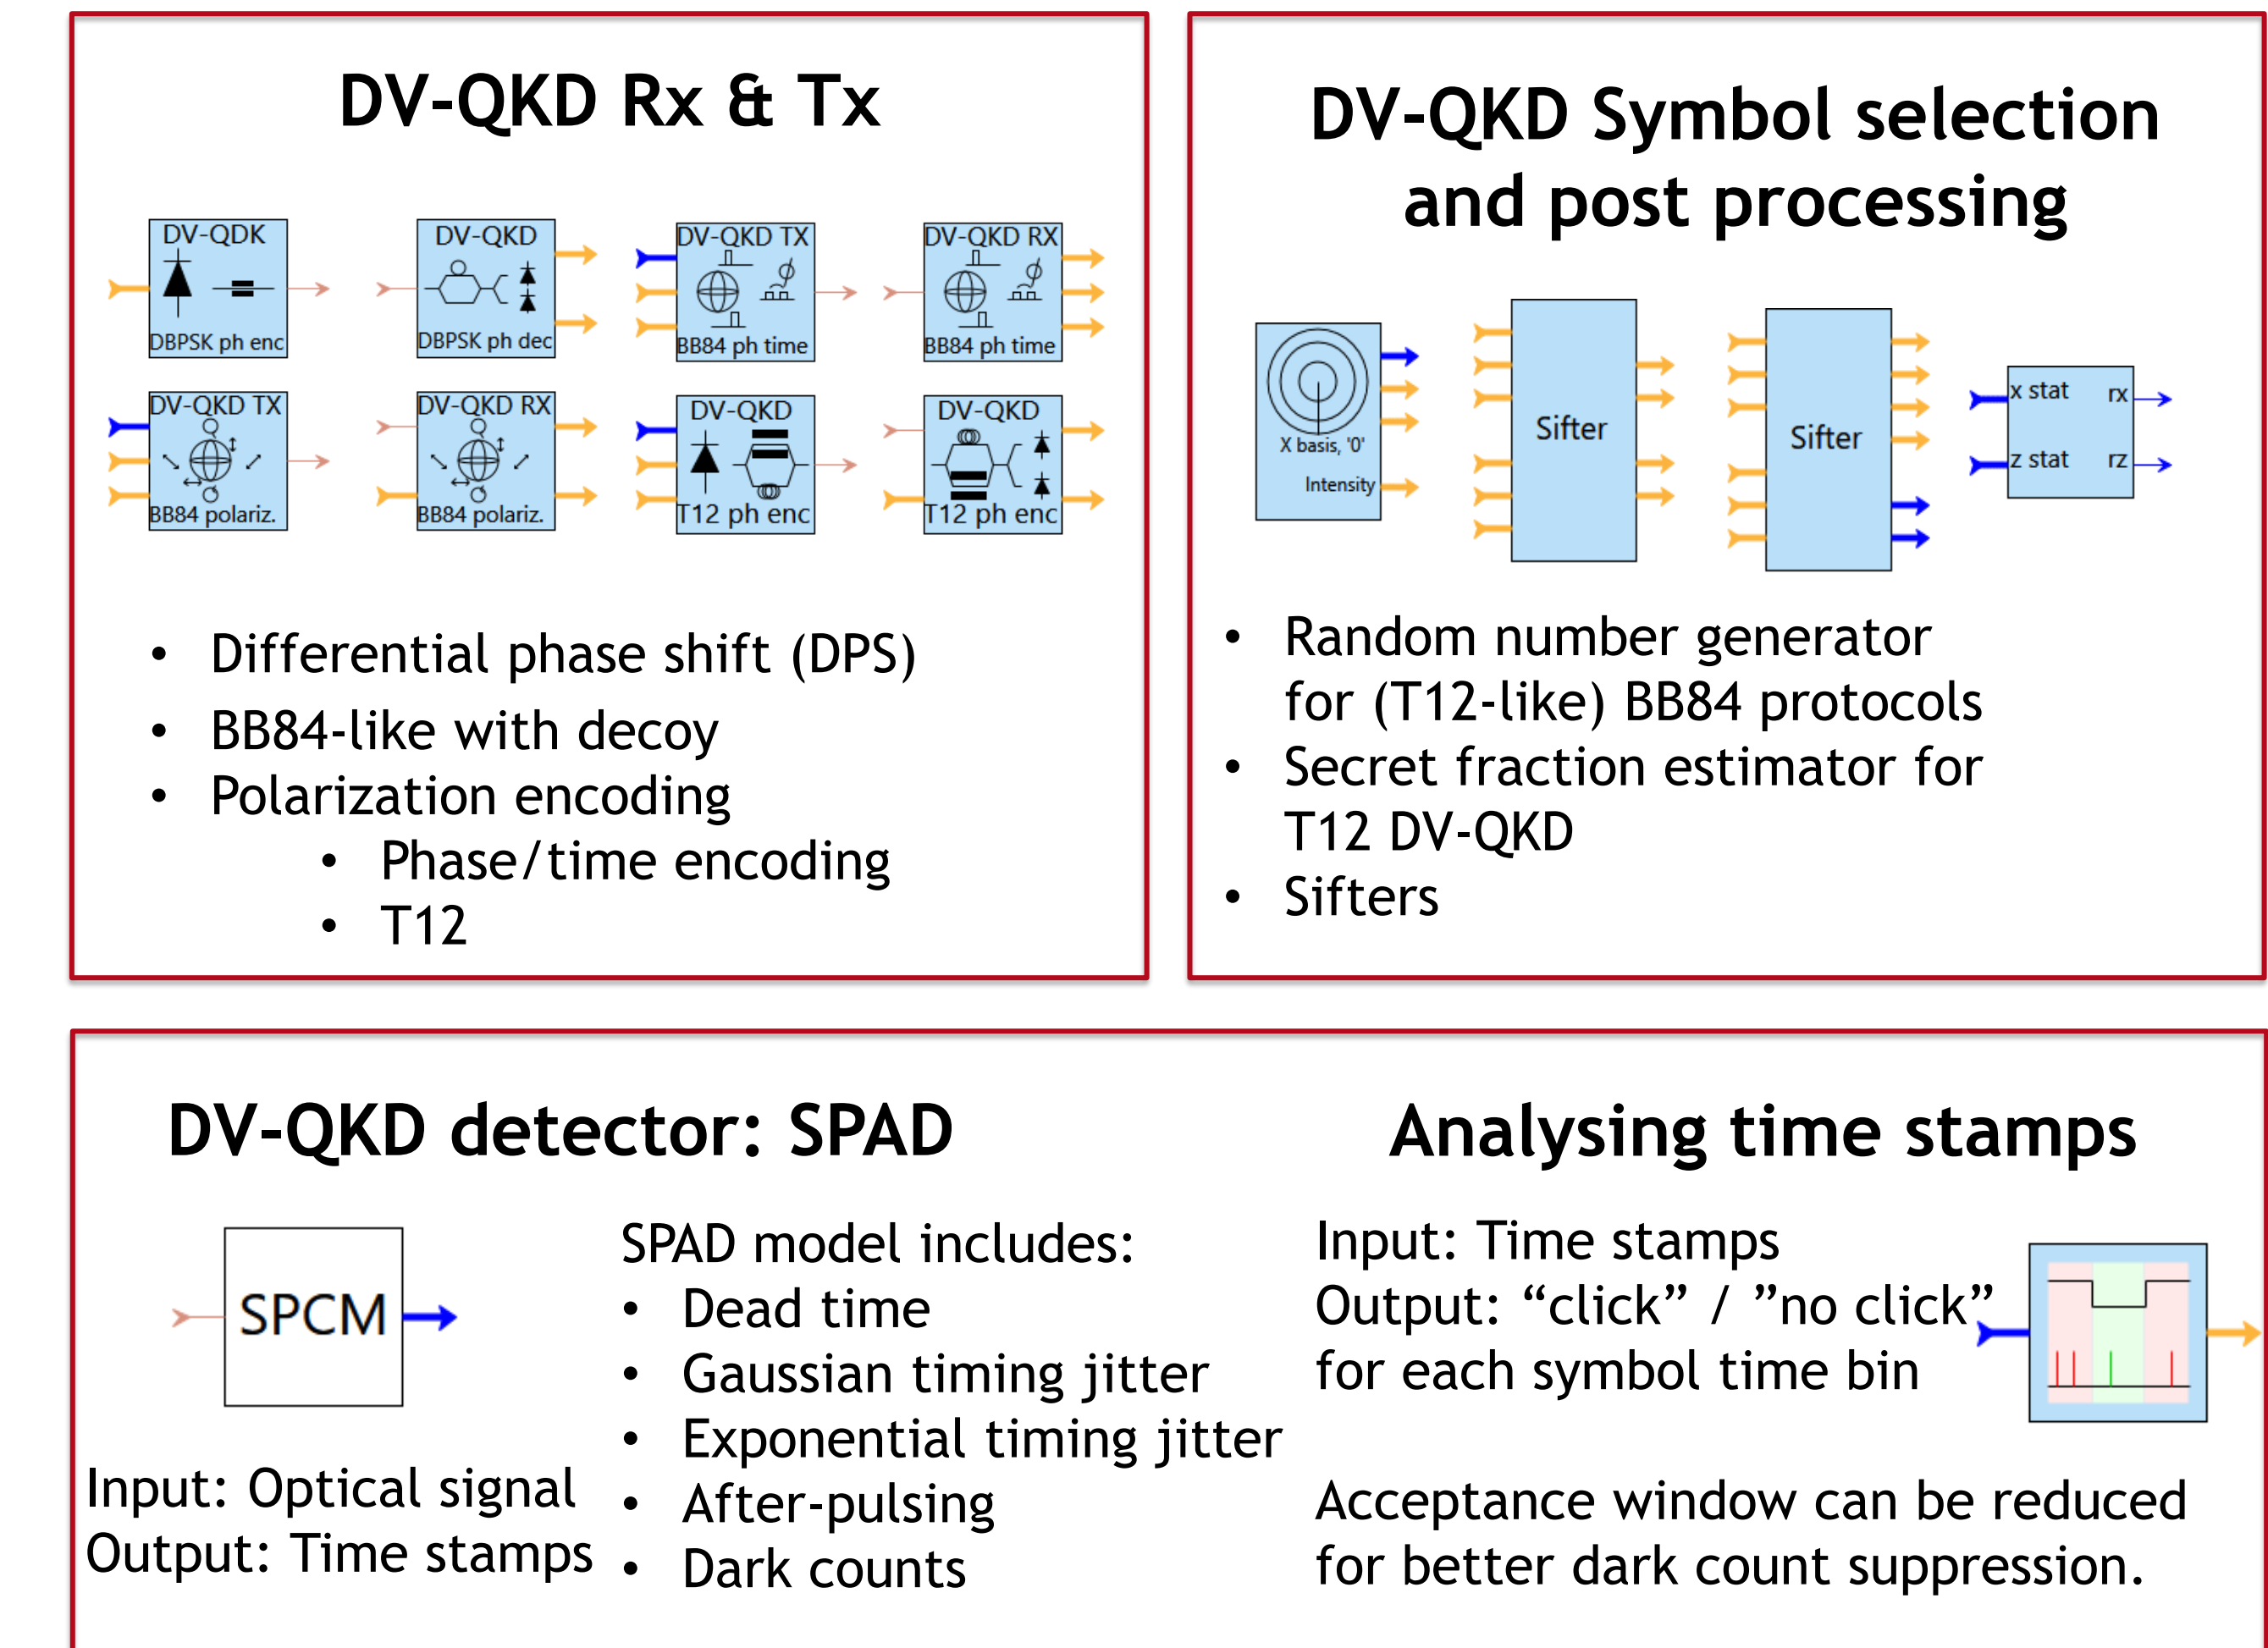 DV-QKD Rx & Tx
DV-QDK
DBPSK ph enc
DV-QKD
DBPSK ph dec
DV-QKD TX
BB84 ph time
DV-QKD RX
BB84 ph time
DV-QKD TX
BB84 polariz.
DV-QKD RX
BB84 polariz.
DV-QKD
T12 ph enc
DV-QKD
T12 ph enc
• Differential phase shift (DPS)
• BB84-like with decoy
• Polarization encoding
• Phase/time encoding
• T12
DV-QKD Symbol selection
and post processing
X basis, '0'
Intensity
Sifter
Sifter
x stat rx
z stat rz
• Random number generator
for (T12-like) BB84 protocols
• Secret fraction estimator for
T12 DV-QKD
• Sifters
DV-QKD detector: SPAD
SPCM
Input: Optical signal
Output: Time stamps
SPAD model includes:
• Dead time
• Gaussian timing jitter
• Exponential timing jitter
• After-pulsing
• Dark counts
Analysing time stamps
Input: Time stamps
Output: “click” / ”no click”
for each symbol time bin
Acceptance window can be reduced
for better dark count suppression.